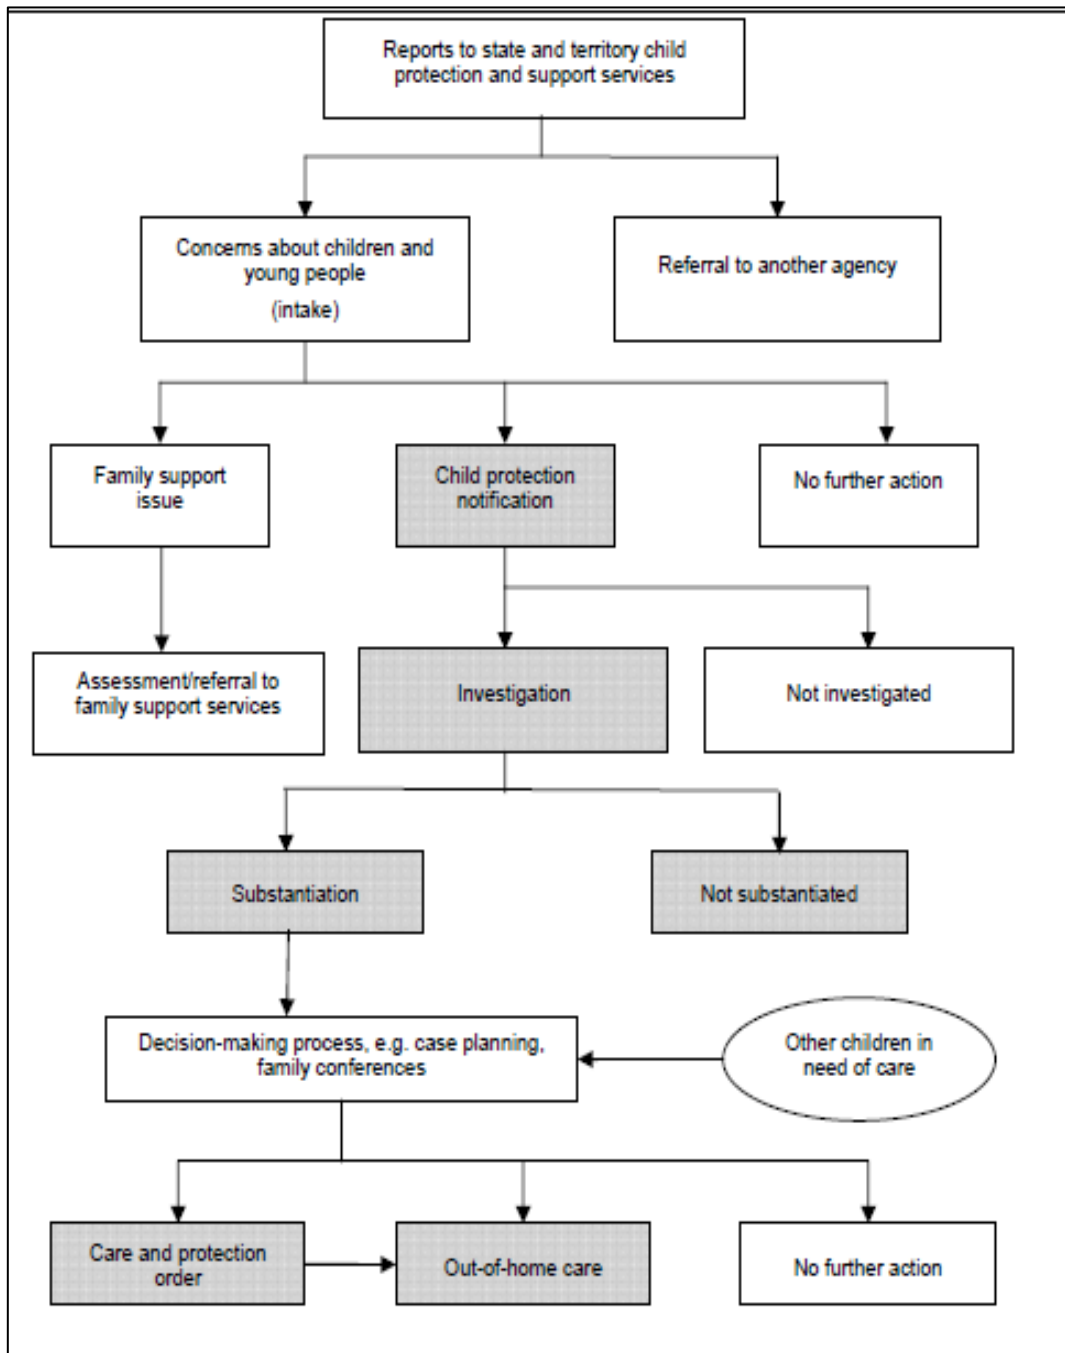 Reports to state and territory child
protection and support services
Concerns about children and
young people
(intake)
Referral to another agency
Family support
issue
Child protection
notification
No further action
Assessment/referral to
family support services
Investigation
Not investigated
Substantiation
Not substantiated
Decision-making process, e.g. case planning,
family conferences
Other children in
need of care
Care and protection
order
Out-of-home care
No further action